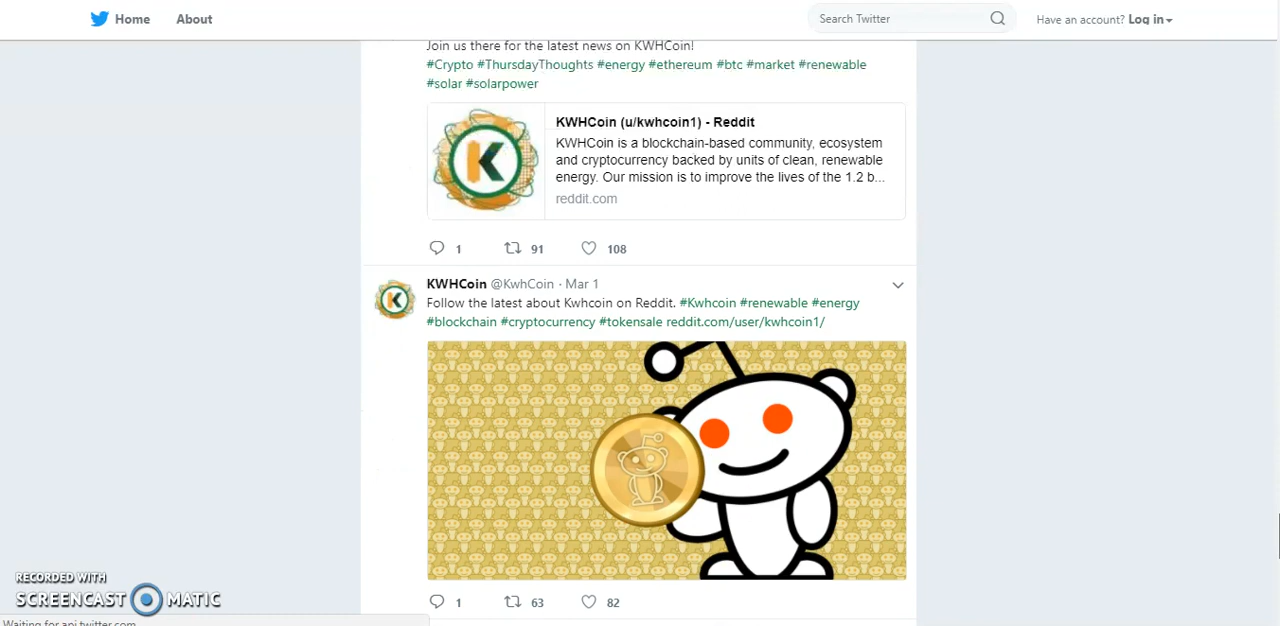 Home About Search Twitter Have an account? Log in
Join us there for the latest news on KWHCoin!
#Crypto #ThursdayThoughts #energy #ethereum #btc #market #renewable
#solar #solarpower
KWHCoin (u/kwhcoin1) - Reddit
KWHCoin is a blockchain-based community, ecosystem
and cryptocurrency backed by units of clean, renewable
energy. Our mission is to improve the lives of the 1.2 b...
reddit.com
1 91 108
KWHCoin @KwhCoin · Mar 1
Follow the latest about Kwhcoin on Reddit. #Kwhcoin #renewable #energy
#blockchain #cryptocurrency #tokensale reddit.com/user/kwhcoin1/
1 63 82
RECORDED WITH
SCREENCAST MATIC
Waiting for api.twitter.com